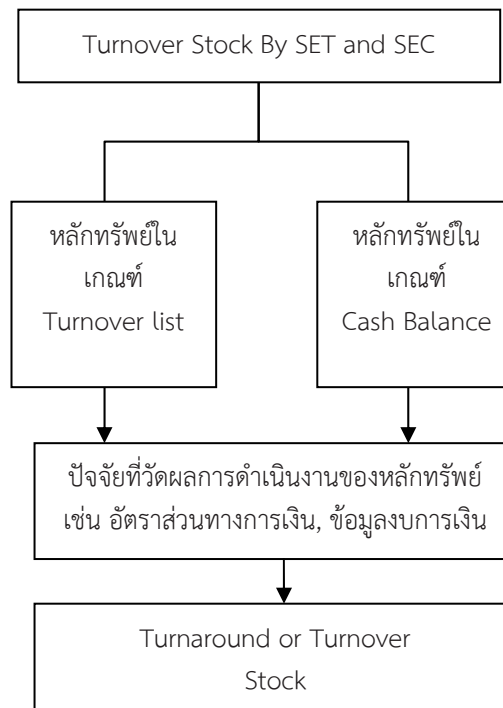 Turnover Stock By SET and SEC
หลักทรัพย์ใน
เกณฑ์
Turnover list
หลักทรัพย์ใน
เกณฑ์
Cash Balance
ปัจจัยที่วัดผลการดำเนินงานของหลักทรัพย์
เช่น อัตราส่วนทางการเงิน, ข้อมูลงบการเงิน
Turnaround or Turnover
Stock